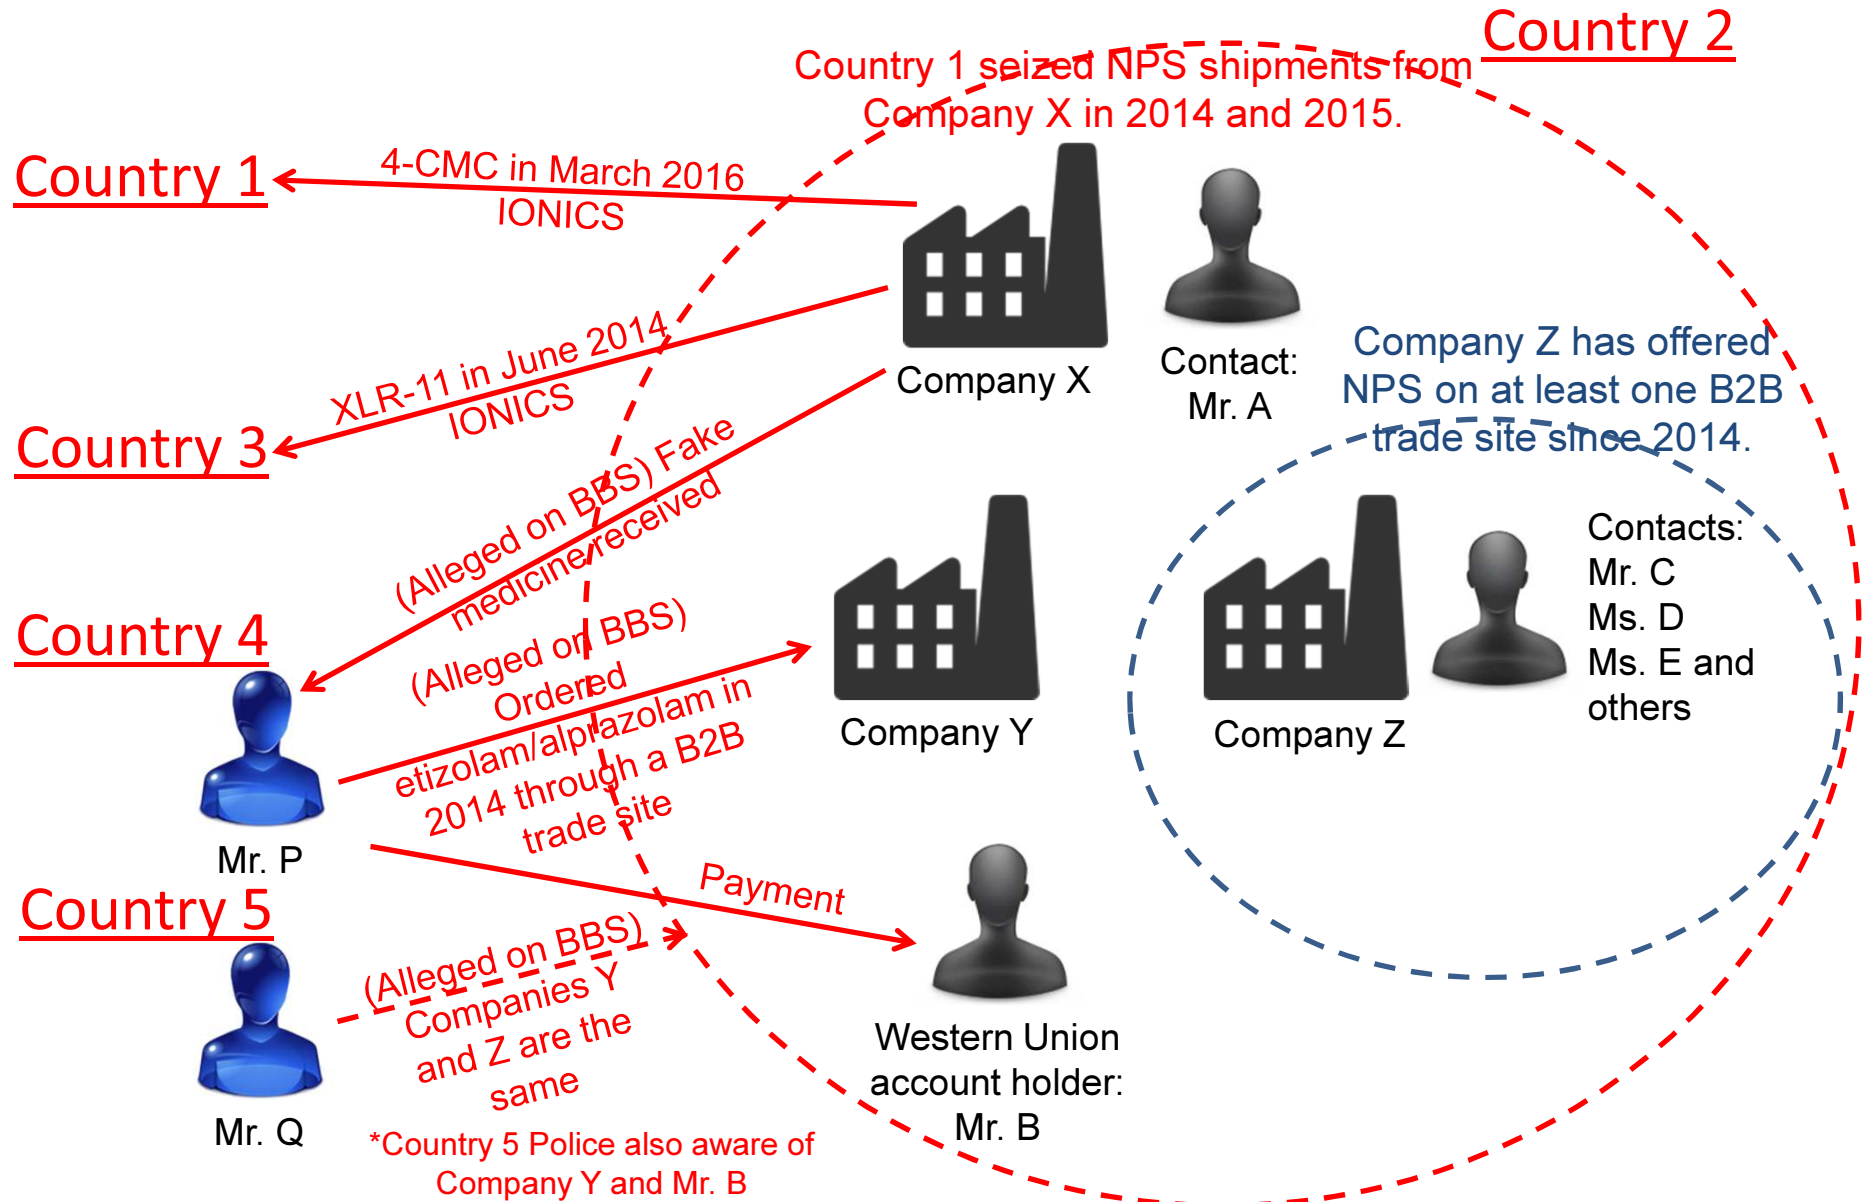 Country 2
Country 1 seized NPS shipments from
Company X in 2014 and 2015.
Country 1
4-CMC in March 2016
IONICS
Company X
Contact:
Mr. A
Country 3
XLR-11 in June 2014
IONICS
Company Z has offered
NPS on at least one B2B
trade site since 2014.
(Alleged on BBS) Fake
medicine received
Country 4
Mr. P
(Alleged on BBS)
Ordered
etizolam/alprazolam in
2014 through a B2B
trade site
Company Y
Company Z
Contacts:
Mr. C
Ms. D
Ms. E and
others
Payment
Western Union
account holder:
Mr. B
Country 5
Mr. Q
(Alleged on BBS)
Companies Y
and Z are the
same
*Country 5 Police also aware of
Company Y and Mr. B